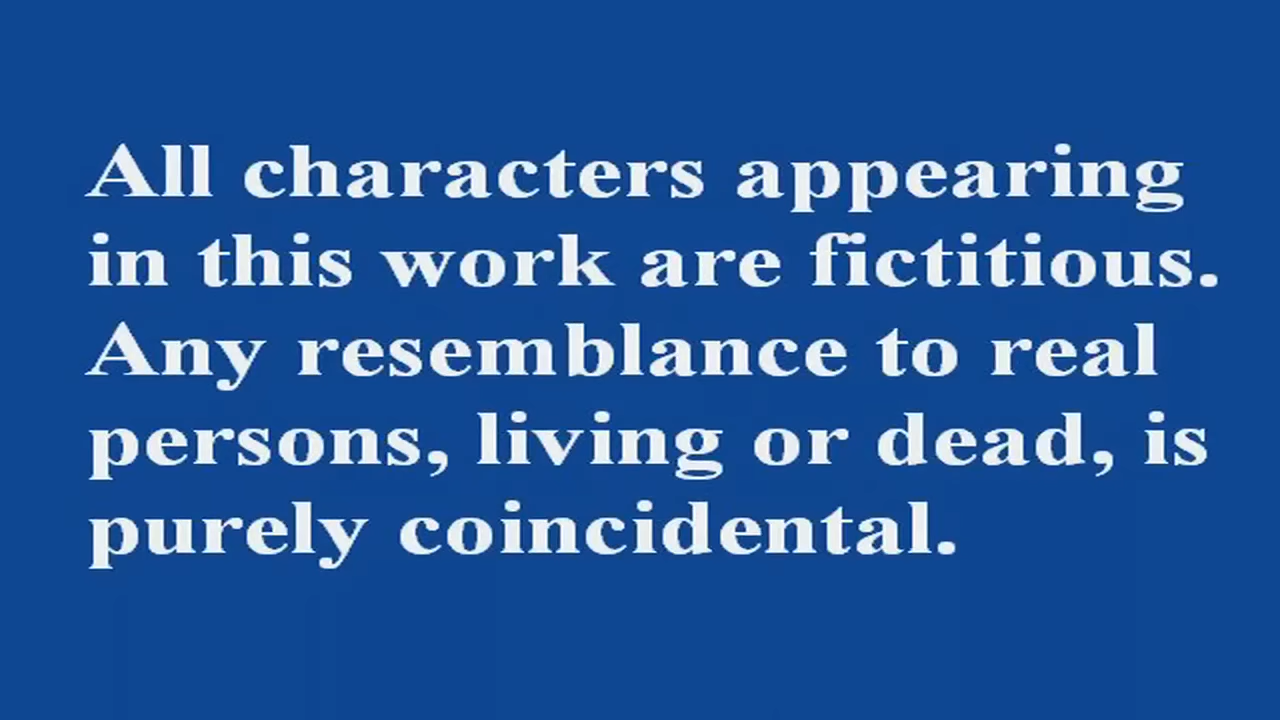 All characters appearing
in this work are fictitious.
Any resemblance to real
persons, living or dead, is
purely coincidental.